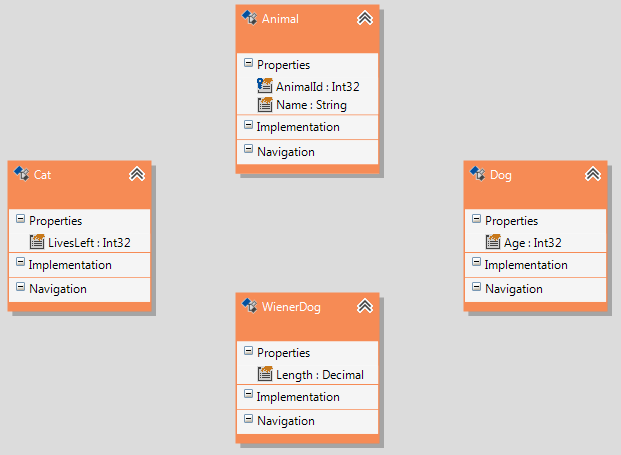 Animal
Properties
AnimalId : Int32
Name : String
Implementation
Navigation
Cat
Properties
LivesLeft : Int32
Implementation
Navigation
Dog
Properties
Age : Int32
Implementation
Navigation
WienerDog
Properties
Length : Decimal
Implementation
Navigation